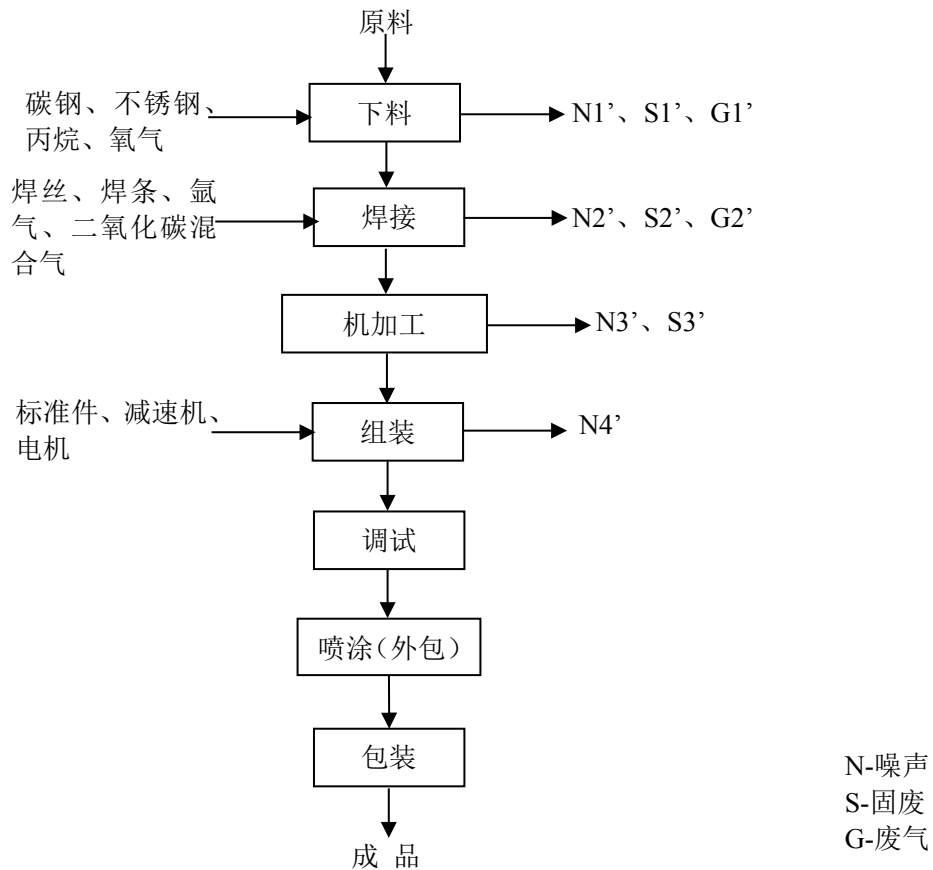 原料
碳钢、不锈钢、
丙烷、氧气
下料
N1’、S1’、G1’
焊丝、焊条、氩
气、二氧化碳混
合气
焊接
N2’、S2’、G2’
机加工
N3’、S3’
标准件、减速机、
电机
组装
N4’
调试
喷涂（外包）
包装
成 品
N-噪声
S-固废
G-废气